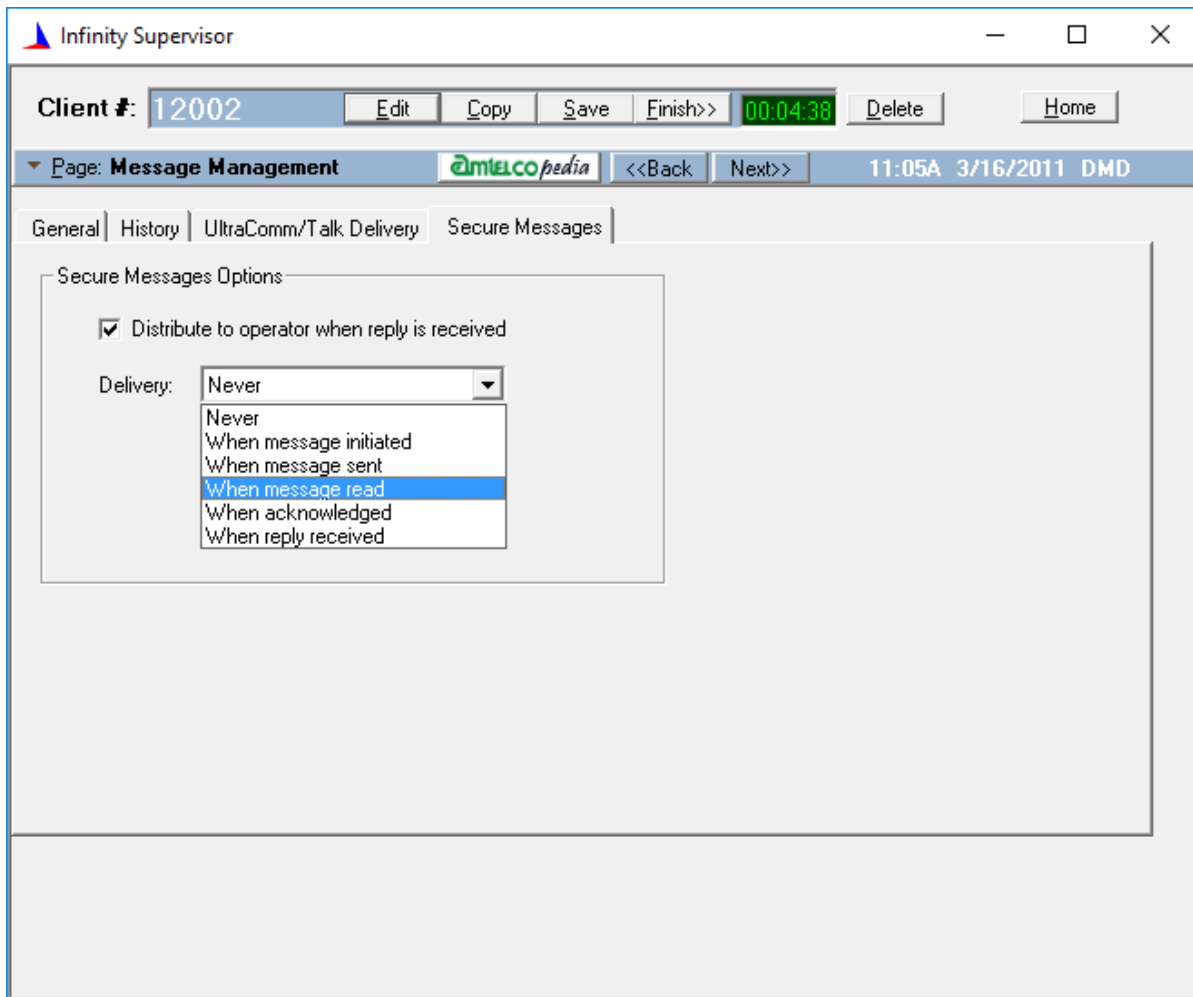 Infinity Supervisor
Client #: 12002 Edit Copy Save Finish>> 00:04:38 Delete Home
Page: Message Management amtelco pedia <<Back Next>> 11:05A 3/16/2011 DMD
General History UltraComm/Talk Delivery Secure Messages
Secure Messages Options
Distribute to operator when reply is received
Delivery: Never
Never
When message initiated
When message sent
When message read
When acknowledged
When reply received